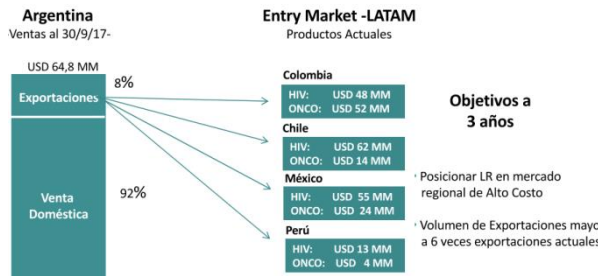 Argentina
-Ventas al 30/9/17-
USD 64,8 MM
Exportaciones
8%
Venta
Doméstica
92%
Entry Market -LATAM
Productos Actuales
Colombia
HIV: USD 48 MM
ONCO: USD 52 MM
Chile
HIV: USD 62 MM
ONCO: USD 14 MM
México
HIV: USD 55 MM
ONCO: USD 24 MM
Perú
HIV: USD 13 MM
ONCO: USD 4 MM
Objetivos a
3 años
Posicionar LR en mercado
regional de Alto Costo
Volumen de Exportaciones mayo
a 6 veces exportaciones actuales